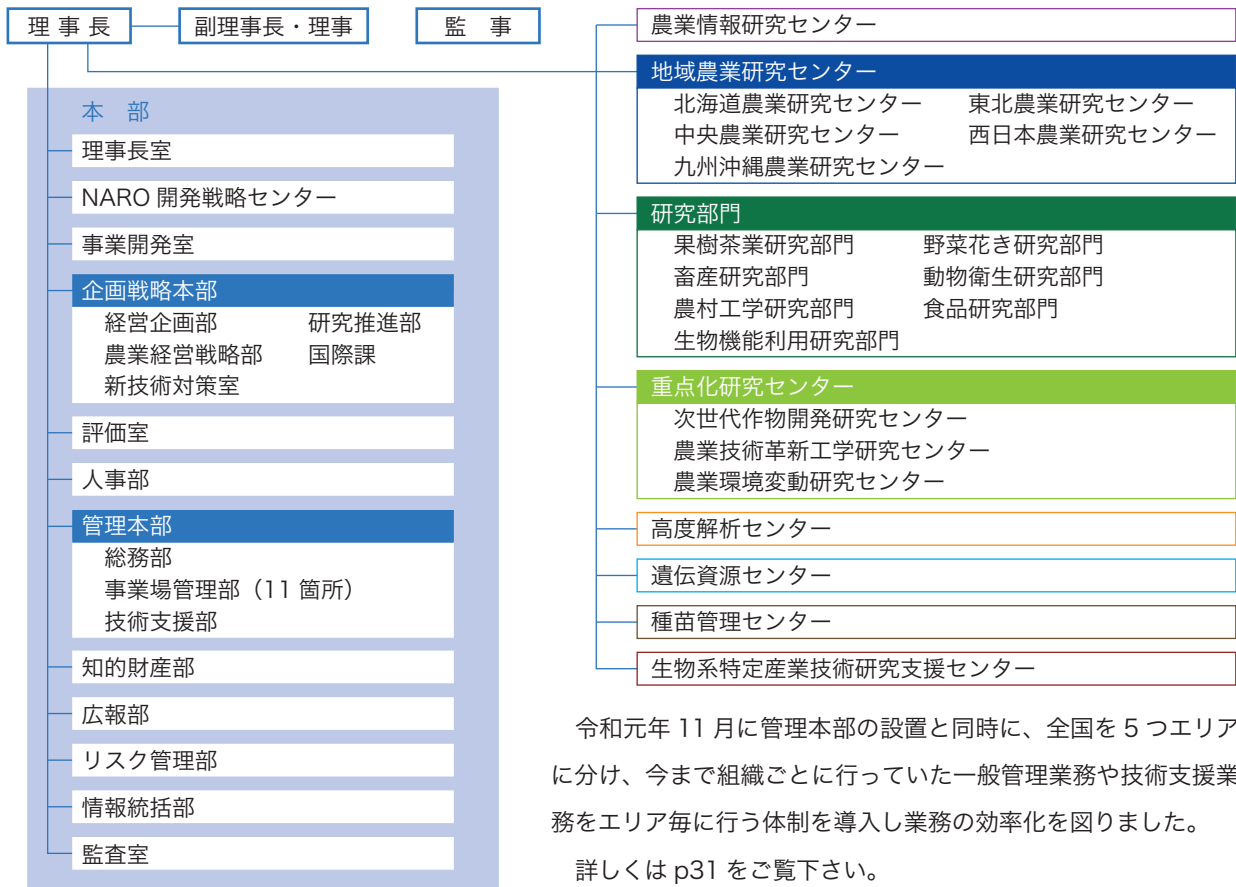 理 事 長
副理事長・理事
監　事
本　部
理事長室
NARO 開発戦略センター
事業開発室
企画戦略本部
経営企画部　研究推進部
農業経営戦略部　国際課
新技術対策室
評価室
人事部
管理本部
総務部
事業場管理部（11 箇所）
技術支援部
知的財産部
広報部
リスク管理部
情報統括部
監査室
農業情報研究センター
地域農業研究センター
北海道農業研究センター　東北農業研究センター
中央農業研究センター　西日本農業研究センター
九州沖縄農業研究センター
研究部門
果樹茶業研究部門　野菜花き研究部門
畜産研究部門　動物衛生研究部門
農村工学研究部門　食品研究部門
生物機能利用研究部門
重点化研究センター
次世代作物開発研究センター
農業技術革新工学研究センター
農業環境変動研究センター
高度解析センター
遺伝資源センター
種苗管理センター
生物系特定産業技術研究支援センター
令和元年 11 月に管理本部の設置と同時に、全国を 5 つエリア
に分け、今まで組織ごとに行っていた一般管理業務や技術支援業
務をエリア毎に行う体制を導入し業務の効率化を図りました。
詳しくは p31 をご覧下さい。